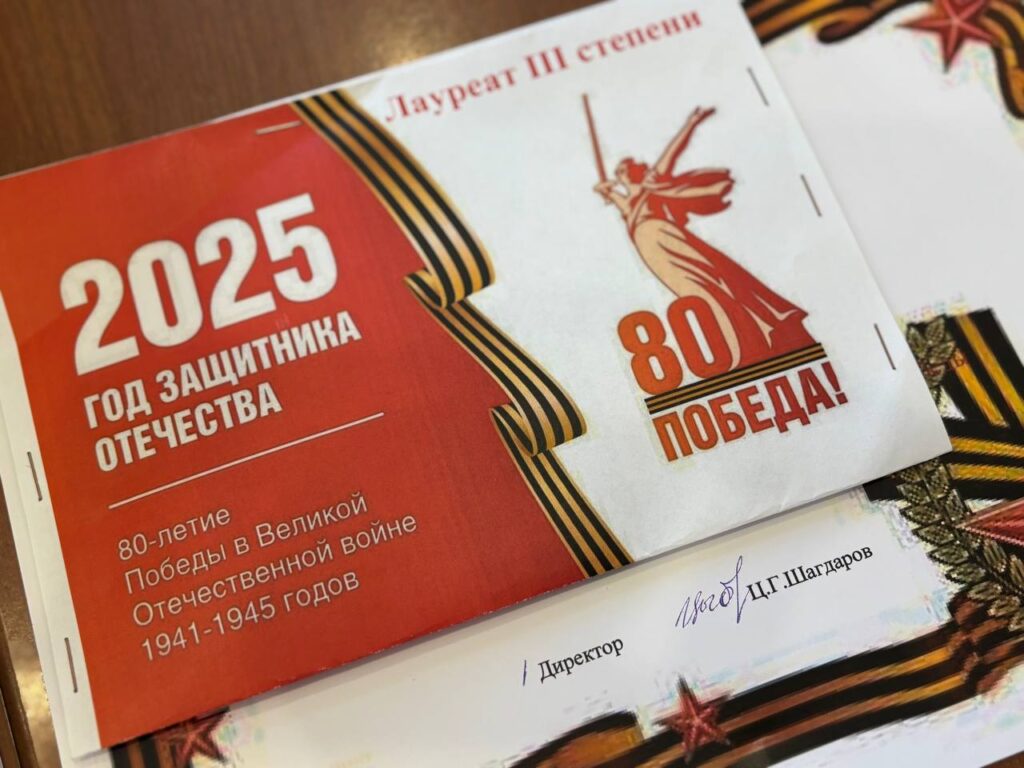 Лауреат III степени
2025
ГОД ЗАЩИТНИКА
ОТЕЧЕСТВА
80-летие
Победы в Великой
Отечественной войне
1941-1945 годов
80
ПОБЕДА!
Директор
Ц.Г.Шагдаров